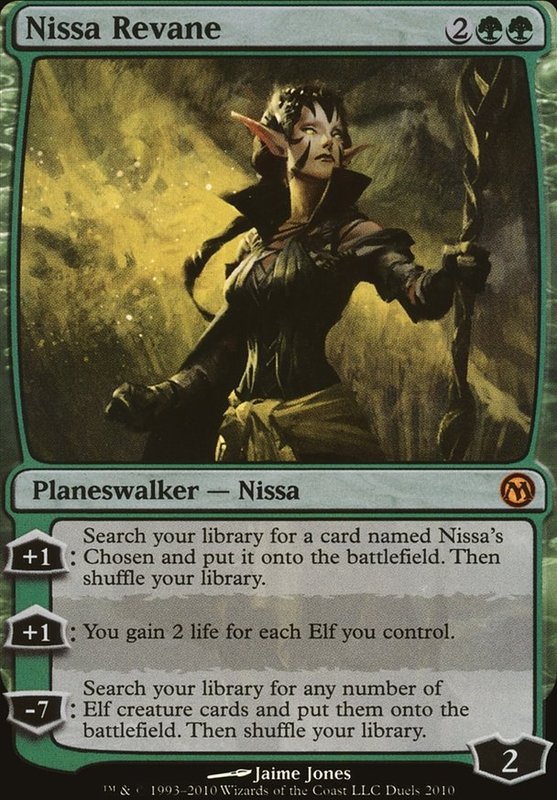 Nissa Revane
2
Planeswalker — Nissa
+1
: Search your library for a card named Nissa's
Chosen and put it onto the battlefield. Then
shuffle your library.
+1
: You gain 2 life for each Elf you control.
-7
: Search your library for any number of
Elf creature cards and put them onto the
battlefield. Then shuffle your library.
2
Jaime Jones
™ & © 1993–2010 Wizards of the Coast LLC Duels 2010